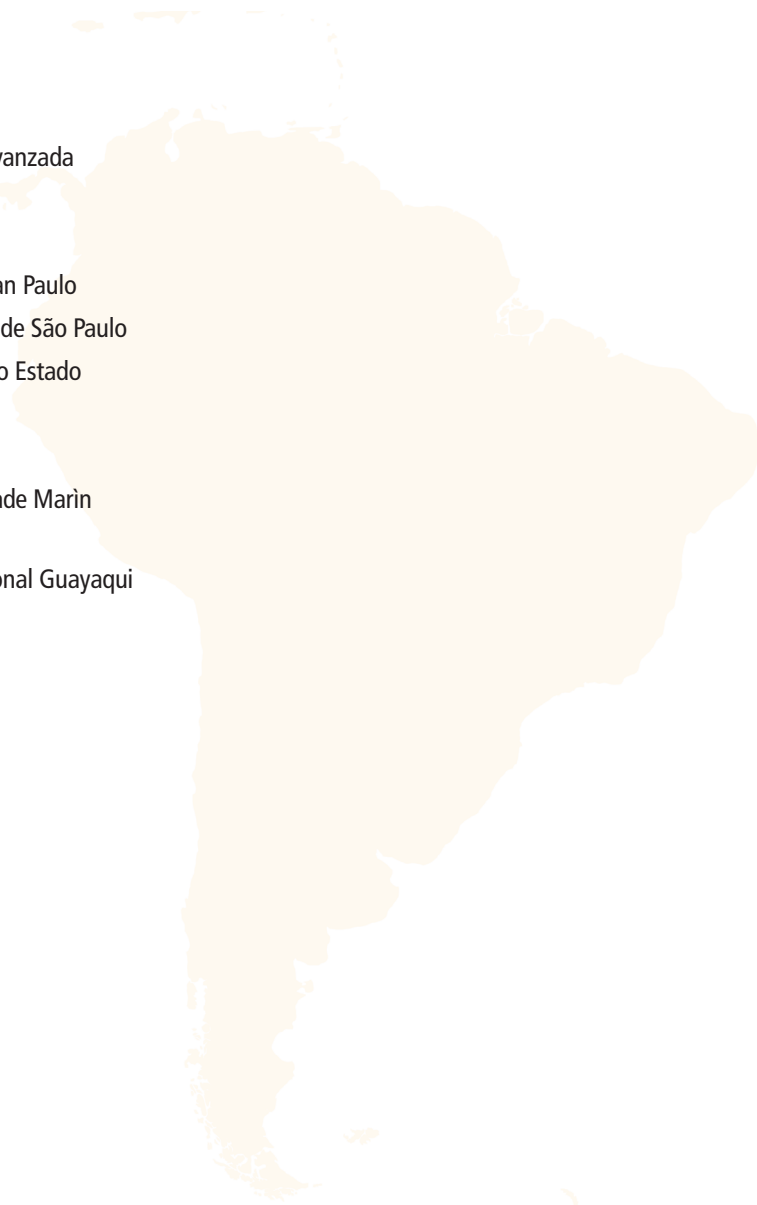 vanzada
an Paulo
de São Paulo
o Estado
ade Marìn
onal Guayaqui